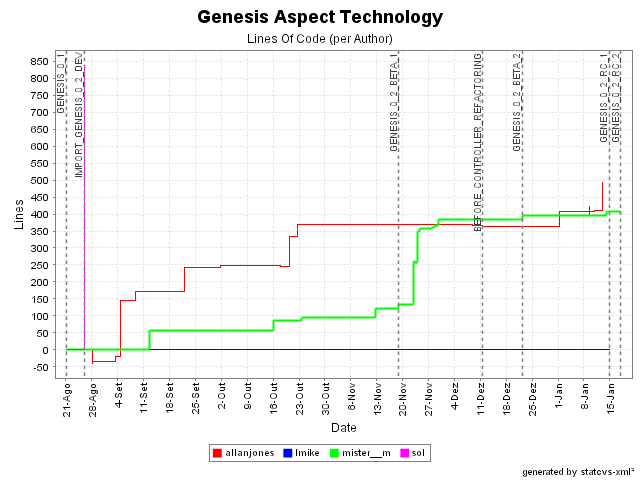 Genesis Aspect Technology
Lines Of Code (per Author)
850
800
750
700
650
600
550
500
450
400
350
300
250
200
150
100
50
0
-50
Lines
GENESIS_0_1
IMPORT_GENESIS_0_2_DEV
GENESIS_0_2_BETA_1
BEFORE_CONTROLLER_REFACTORING
GENESIS_0_2_BETA_2
GENESIS_0_2_RC_1
GENESIS_0_2_RC_2
21-Ago
28-Ago
4-Set
11-Set
18-Set
25-Set
2-Out
9-Out
16-Out
23-Out
30-Out
6-Nov
13-Nov
20-Nov
27-Nov
4-Dez
11-Dez
18-Dez
25-Dez
1-Jan
8-Jan
15-Jan
Date
allanjones lmike mister__m sol
generated by statcvs-xml²